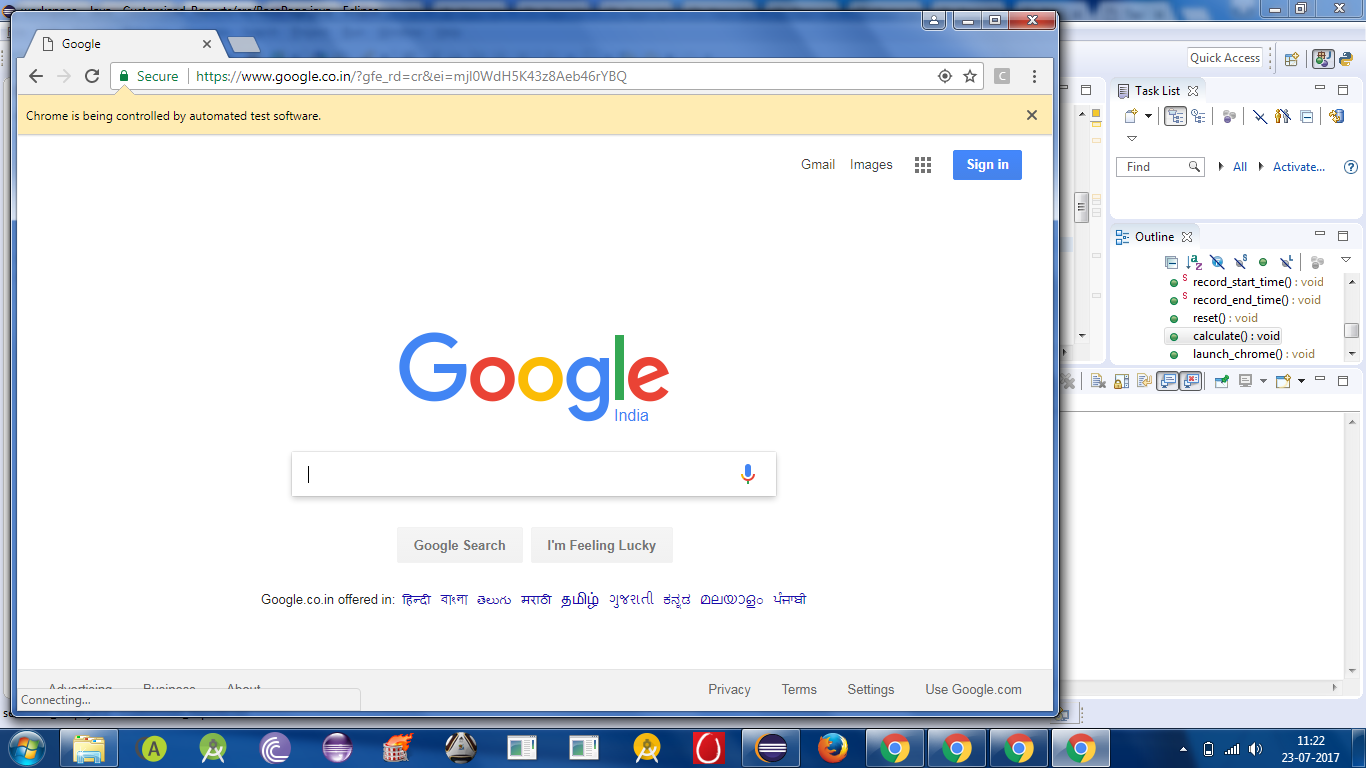 Google
Secure
https://www.google.co.in/?gfe_rd=cr&ei=mjl0WdH5K43z8Aeb46rYBQ
C
Chrome is being controlled by automated test software.
Gmail Images Sign in
Google
India
Google Search I'm Feeling Lucky
Google.co.in offered in: हिन्दी বাংলা తెలుగు मराठी தமிழ் ગુજરાતી ಕನ್ನಡ മലയാളം ਪੰਜਾਬੀ
Advertising Business About
Privacy Terms Settings Use Google.com
Connecting...
Quick Access
Task List
Find All Activate...
Outline
record_start_time() : void
record_end_time() : void
reset() : void
calculate() : void
launch_chrome() : void
11:22
23-07-2017